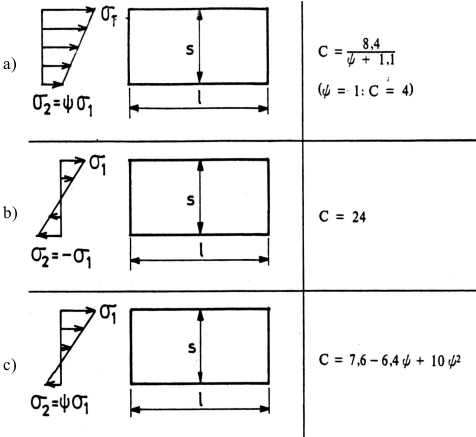 a)
σ₁
s
l
σ₂=ψσ₁
C = 8,4 / ψ + 1,1
(ψ = 1: C = 4)
b)
σ₁
s
l
σ₂=-σ₁
C = 24
c)
σ₁
s
l
σ₂=ψσ₁
C = 7,6 – 6,4 ψ + 10 ψ²